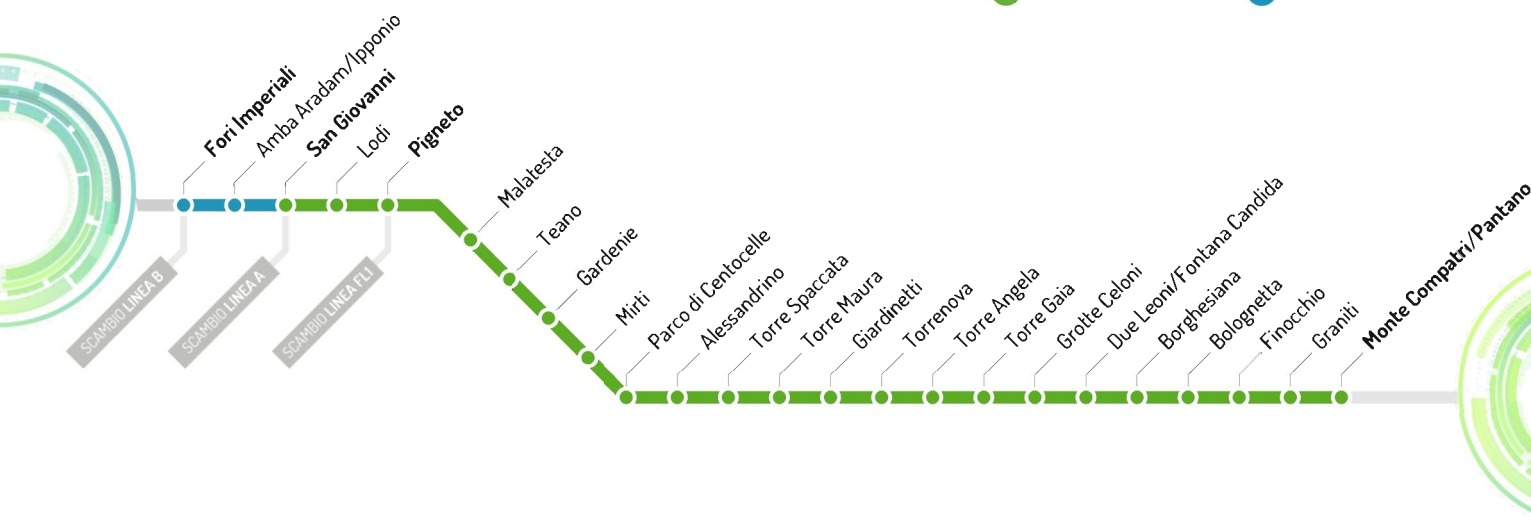 Fori Imperiali
Amba Aradam/Ipponio
San Giovanni
Lodi
Pigneto
Malatesta
Teano
Gardenie
Mirti
Parco di Centocelle
Alessandrino
Torre Spaccata
Torre Maura
Giardinetti
Torrenova
Torre Angela
Torre Gaia
Grotte Celoni
Due Leoni/Fontana Candida
Borghesiana
Bolognetta
Finocchio
Graniti
Monte Compatri/Pantano
SCAMBIO LINEA B
SCAMBIO LINEA A
SCAMBIO LINEA FL1